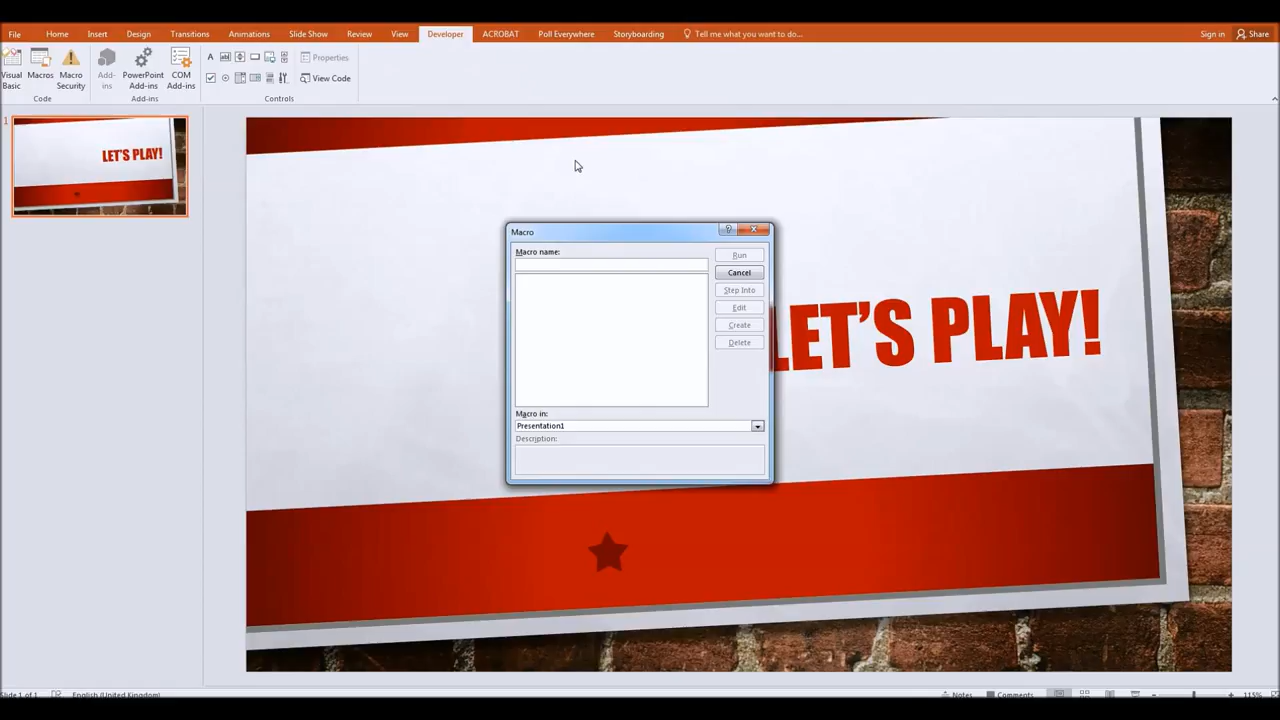 File Home Insert Design Transitions Animations Slide Show Review View Developer ACROBAT Poll Everywhere Storyboarding Tell me what you want to do... Sign in Share
Visual Basic
Macros
Macro Security
Add-ins
PowerPoint Add-ins
COM Add-ins
Properties
View Code
Code
Add-ins
Controls
1
LET'S PLAY!
LET'S PLAY!
Macro
Macro name:
Run
Cancel
Step Into
Edit
Create
Delete
Macro in:
Presentation1
Description:
Slide 1 of 1 English (United Kingdom) Notes Comments 115%